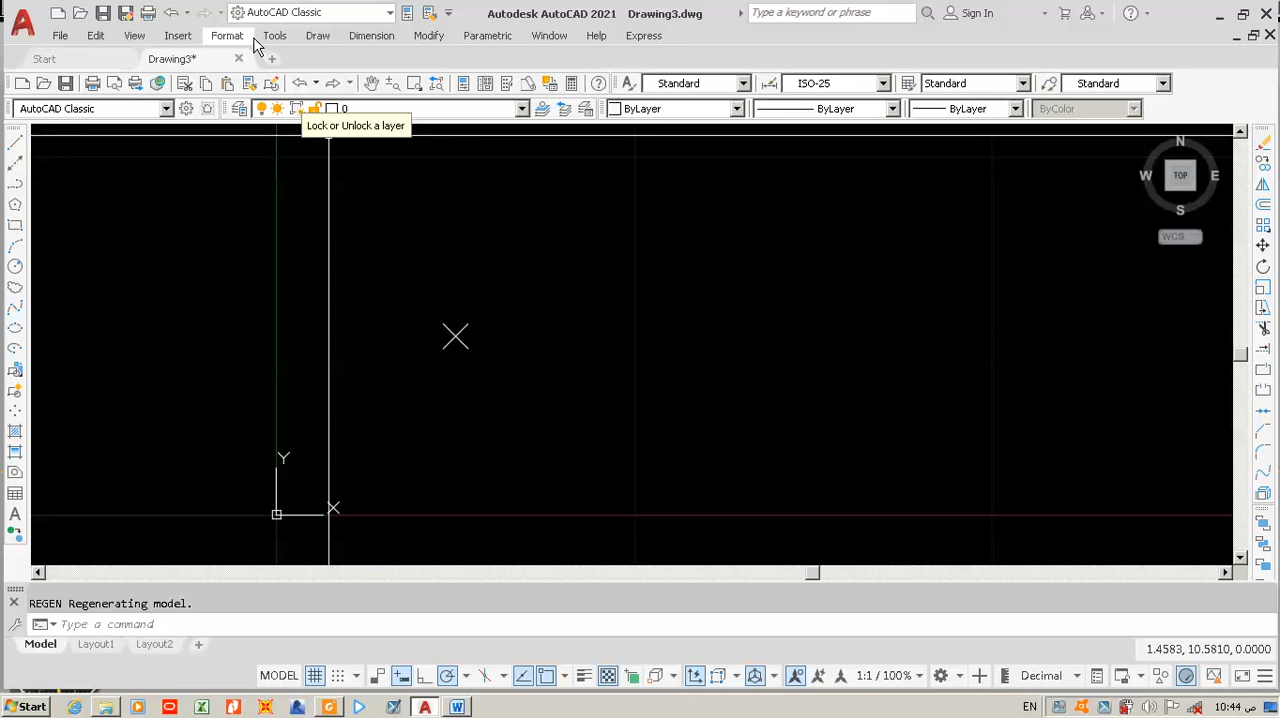 AutoCAD Classic
Autodesk AutoCAD 2021 Drawing3.dwg
Type a keyword or phrase
Sign In
File Edit View Insert Format Tools Draw Dimension Modify Parametric Window Help Express
Start
Drawing3*
Standard
ISO-25
Standard
Standard
AutoCAD Classic
0
ByLayer
ByLayer
ByLayer
ByColor
Lock or Unlock a layer
N
W
TOP
E
S
WCS
Y
X
REGEN Regenerating model.
Type a command
Model Layout1 Layout2
1.4583, 10.5810, 0.0000
MODEL
1:1 / 100%
Decimal
Start
EN
10:44 ص